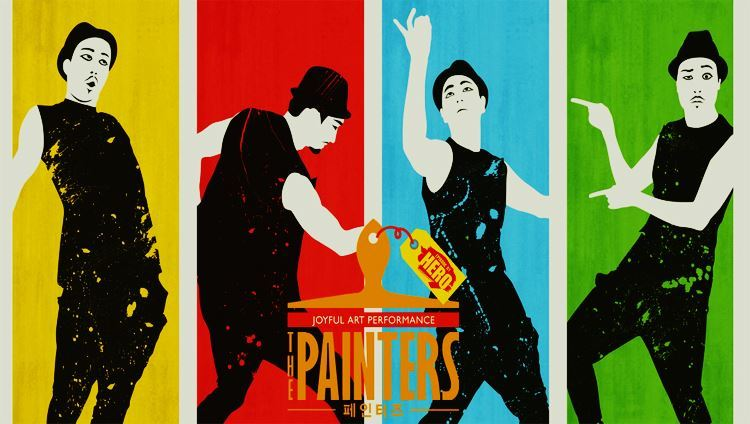 HERO
JOYFUL ART PERFORMANCE
THE PAINTERS
페인터즈